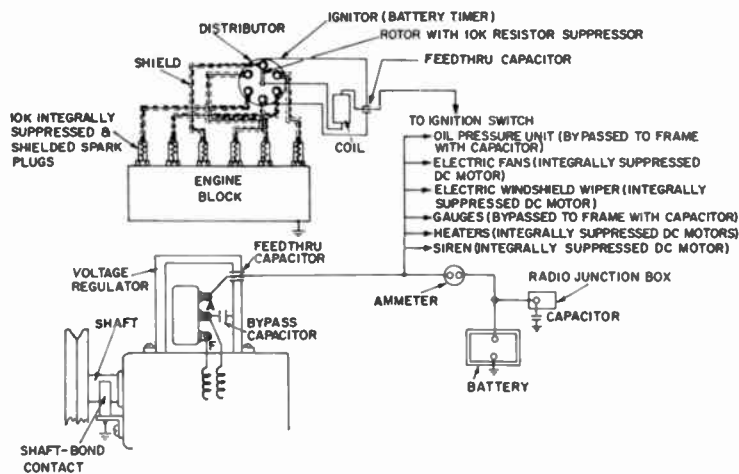 IGNITOR (BATTERY TIMER)
DISTRIBUTOR
ROTOR WITH 10K RESISTOR SUPPRESSOR
SHIELD
FEEDTHRU CAPACITOR
10K INTEGRALLY
SUPPRESSED &
SHIELDED SPARK
PLUGS
COIL
TO IGNITION SWITCH
OIL PRESSURE UNIT (BYPASSED TO FRAME
WITH CAPACITOR)
ELECTRIC FANS (INTEGRALLY SUPPRESSED
DC MOTOR)
ELECTRIC WINDSHIELD WIPER (INTEGRALLY
SUPPRESSED DC MOTOR)
GAUGES (BYPASSED TO FRAME WITH CAPACITOR)
HEATERS (INTEGRALLY SUPPRESSED DC MOTORS)
SIREN (INTEGRALLY SUPPRESSED DC MOTOR)
ENGINE
BLOCK
FEEDTHRU
CAPACITOR
VOLTAGE
REGULATOR
A
BYPASS
CAPACITOR
F
AMMETER
RADIO JUNCTION BOX
CAPACITOR
SHAFT
BATTERY
SHAFT-BOND
CONTACT